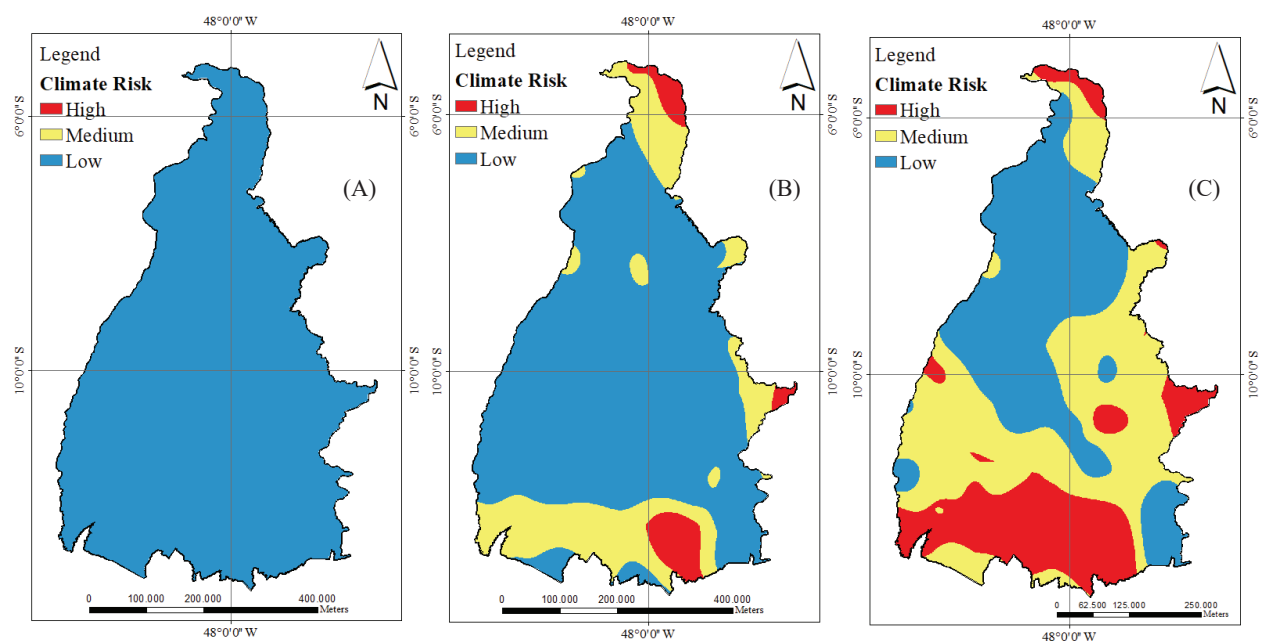 48°0'0" W
Legend
Climate Risk
High
Medium
Low
N
(A)
6°0'0"S
6°0'0"S
10°0'0"S
10°0'0"S
0 100.000 200.000 400.000
Meters
48°0'0" W
48°0'0" W
Legend
Climate Risk
High
Medium
Low
N
(B)
6°0'0"S
6°0'0"S
10°0'0"S
10°0'0"S
0 100.000 200.000 400.000
Meters
48°0'0" W
48°0'0" W
Legend
Climate Risk
High
Medium
Low
N
(C)
6°0'0"S
6°0'0"S
10°0'0"S
10°0'0"S
0 62.500 125.000 250.000
Meters
48°0'0" W